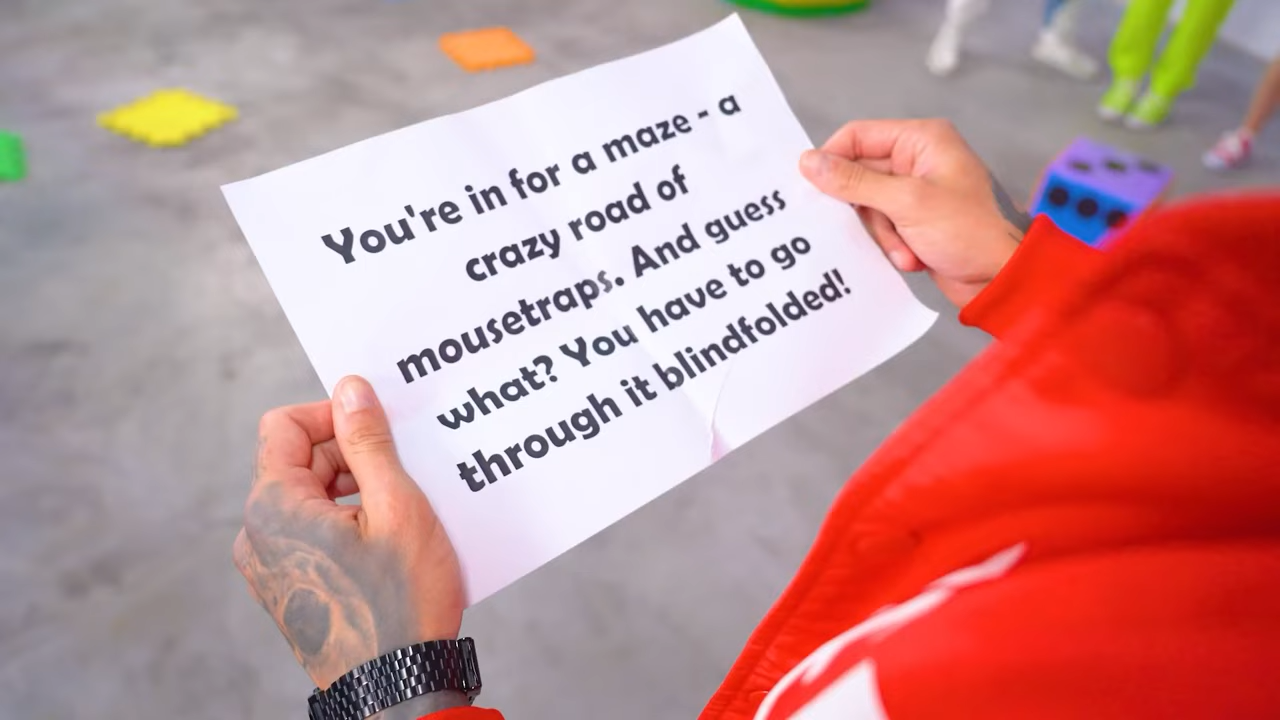 You're in for a maze - a
crazy road of
mousetraps. And guess
what? You have to go
through it blindfolded!